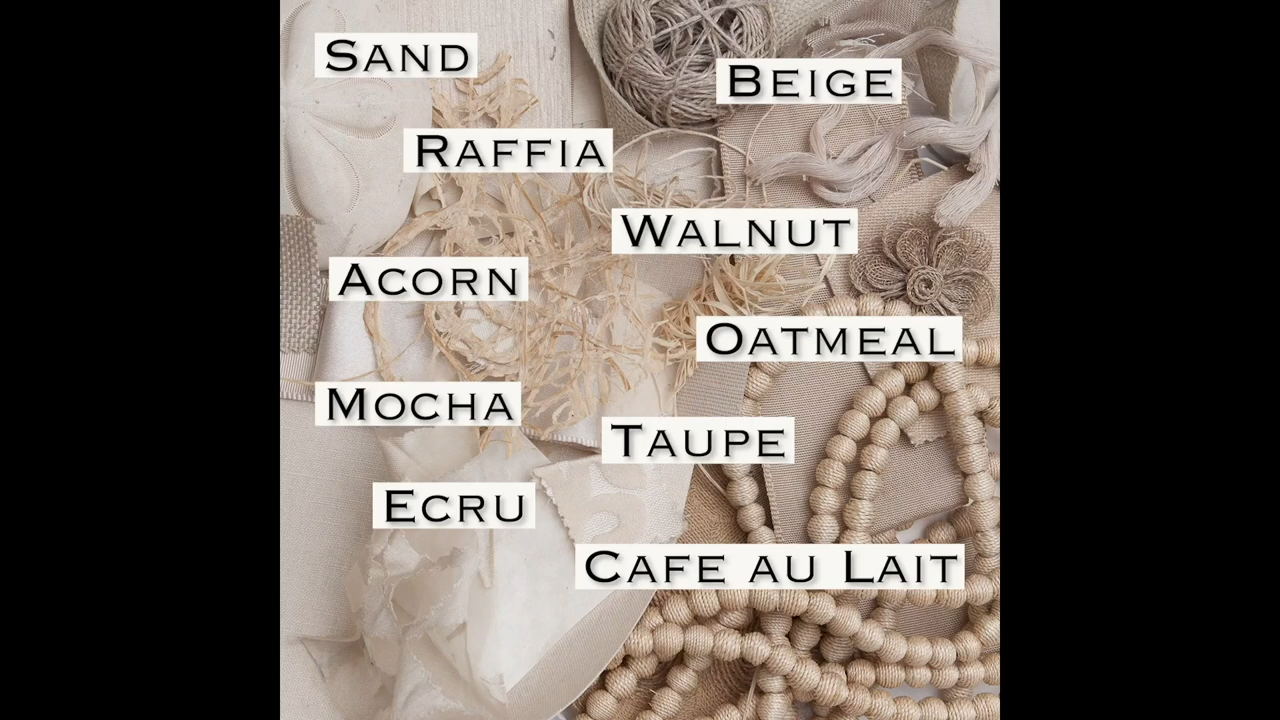 Sand
Beige
Raffia
Walnut
Acorn
Oatmeal
Mocha
Taupe
Ecru
Cafe au Lait